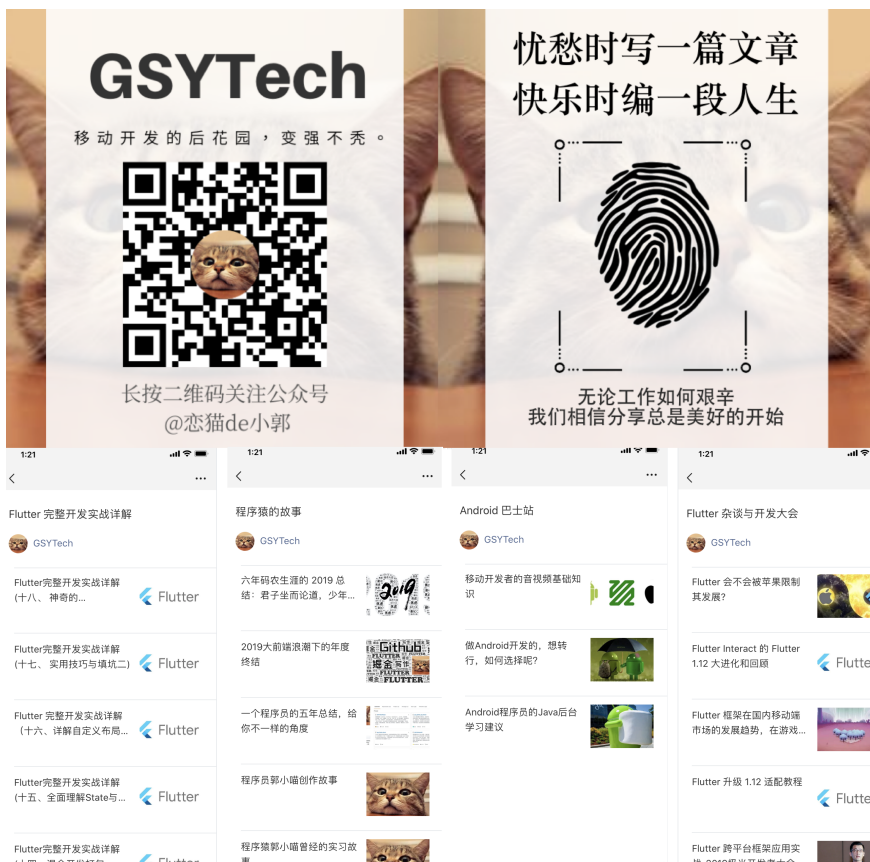 GSYTech
移动开发的后花园，变强不秃。
长按二维码关注公众号
@恋猫de小郭
忧愁时写一篇文章
快乐时编一段人生
无论工作如何艰辛
我们相信分享总是美好的开始
1:21
Flutter 完整开发实战详解
GSYTech
Flutter完整开发实战详解
(十八、 神奇的...
Flutter
Flutter完整开发实战详解
(十七、 实用技巧与填坑二)
Flutter
Flutter 完整开发实战详解
（十六、详解自定义布局...
Flutter
Flutter完整开发实战详解
(十五、全面理解State与...
Flutter
Flutter完整开发实战详解
1:21
程序猿的故事
GSYTech
六年码农生涯的 2019 总
结：君子坐而论道，少年...
2019
2019大前端浪潮下的年度
终结
Github
FLUTTER
掘金 写作
FLUTTER
一个程序员的五年总结，给
你不一样的角度
程序员郭小喵创作故事
程序猿郭小喵曾经的实习故
事
1:21
Android 巴士站
GSYTech
移动开发者的音视频基础知
识
做Android开发的，想转
行，如何选择呢?
Android程序员的Java后台
学习建议
1:21
Flutter 杂谈与开发大会
GSYTech
Flutter 会不会被苹果限制
其发展?
Flutter Interact 的 Flutter
1.12 大进化和回顾
Flutte
Flutter 框架在国内移动端
市场的发展趋势，在游戏...
Flutter 升级 1.12 适配教程
Flutte
Flutter 跨平台框架应用实